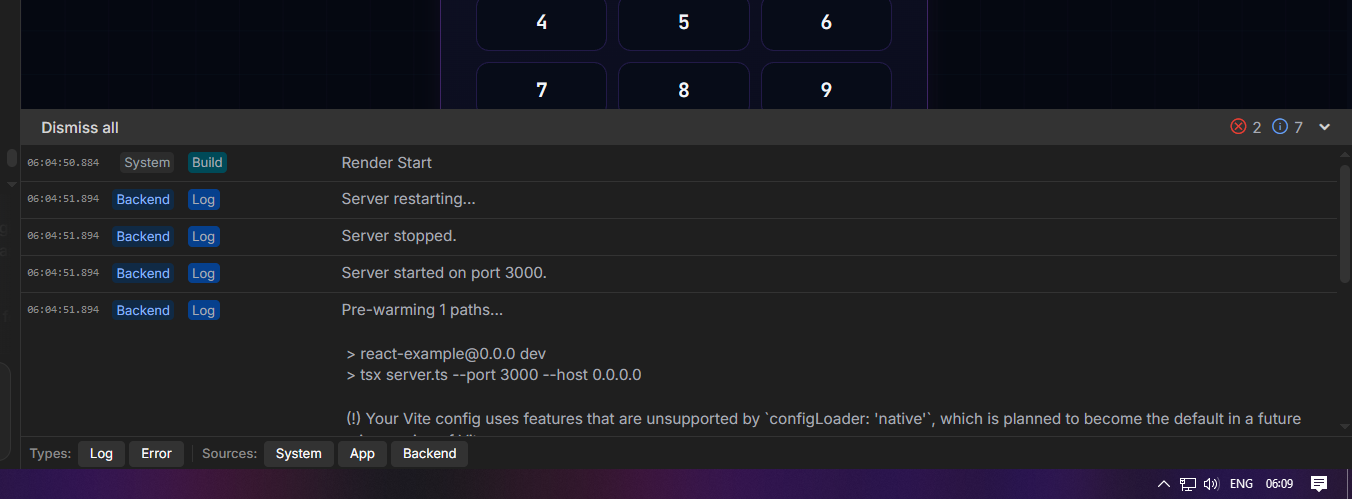 4 5 6
7 8 9
Dismiss all 2 7
06:04:50.884 System Build Render Start
06:04:51.894 Backend Log Server restarting...
06:04:51.894 Backend Log Server stopped.
06:04:51.894 Backend Log Server started on port 3000.
06:04:51.894 Backend Log Pre-warming 1 paths...
> react-example@0.0.0 dev
> tsx server.ts --port 3000 --host 0.0.0.0
(!) Your Vite config uses features that are unsupported by `configLoader: 'native'`, which is planned to become the default in a future
Types: Log Error Sources: System App Backend
ENG 06:09